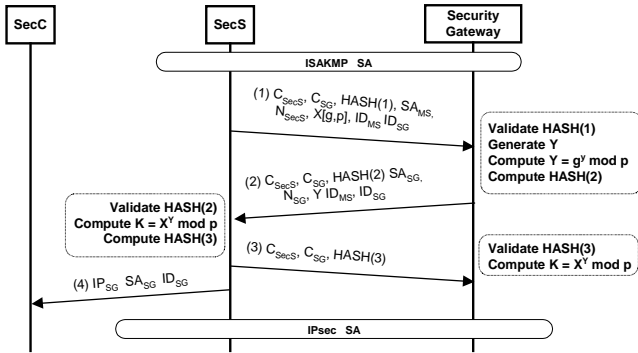 SecC
SecS
Security
Gateway
ISAKMP SA
(1) C_SecS, C_SG, HASH(1), SA_MS,
N_SecS, X[g,p], ID_MS ID_SG
Validate HASH(1)
Generate Y
Compute Y = g^y mod p
Compute HASH(2)
(2) C_SecS, C_SG, HASH(2) SA_SG,
N_SG, Y ID_MS, ID_SG
Validate HASH(2)
Compute K = X^Y mod p
Compute HASH(3)
(3) C_SecS, C_SG, HASH(3)
Validate HASH(3)
Compute K = X^Y mod p
(4) IP_SG SA_SG ID_SG
IPsec SA